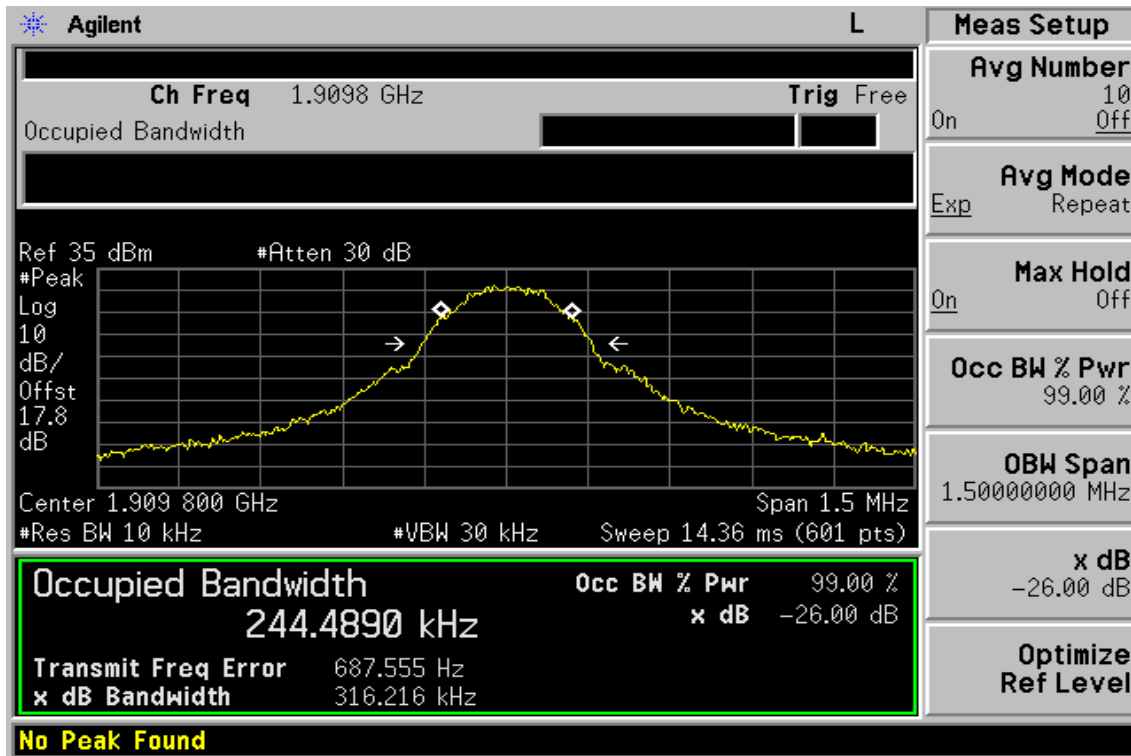 Agilent L Meas Setup
Ch Freq 1.9098 GHz Trig Free
Occupied Bandwidth
Ref 35 dBm #Atten 30 dB
#Peak
Log
10
dB/
Offst
17.8
dB
Center 1.909 800 GHz Span 1.5 MHz
#Res BW 10 kHz #VBW 30 kHz Sweep 14.36 ms (601 pts)
Occupied Bandwidth Occ BW % Pwr 99.00 %
244.4890 kHz x dB -26.00 dB
Transmit Freq Error 687.555 Hz
x dB Bandwidth 316.216 kHz
No Peak Found
Avg Number
10
On Off
Avg Mode
Exp Repeat
Max Hold
On Off
Occ BW % Pwr
99.00 %
OBW Span
1.50000000 MHz
x dB
-26.00 dB
Optimize
Ref Level